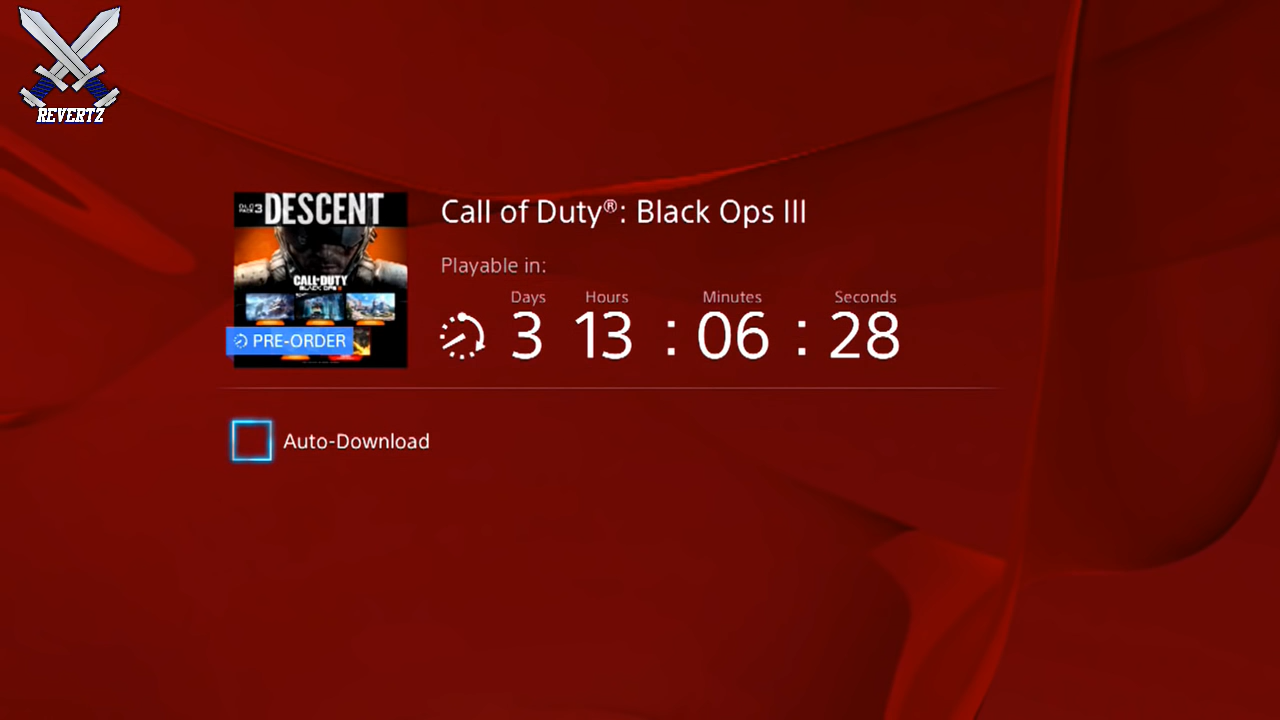 REVERTZ
DLC PACK 3 DESCENT
CALL OF DUTY
BLACK OPS III
PRE-ORDER
Call of Duty®: Black Ops III
Playable in:
Days Hours Minutes Seconds
3 13 : 06 : 28
Auto-Download